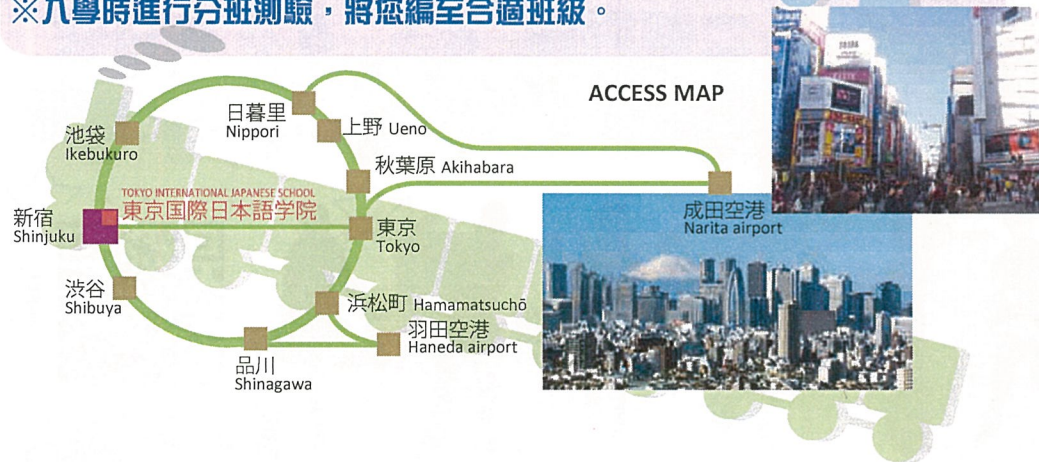 ※入學時進行分班測驗，將您編至合適班級。
ACCESS MAP
日暮里
Nippori
上野 Ueno
池袋
Ikebukuro
秋葉原 Akihabara
TOKYO INTERNATIONAL JAPANESE SCHOOL
東京国際日本語学院
新宿
Shinjuku
東京
Tokyo
成田空港
Narita airport
渋谷
Shibuya
浜松町 Hamamatsuchō
羽田空港
Haneda airport
品川
Shinagawa